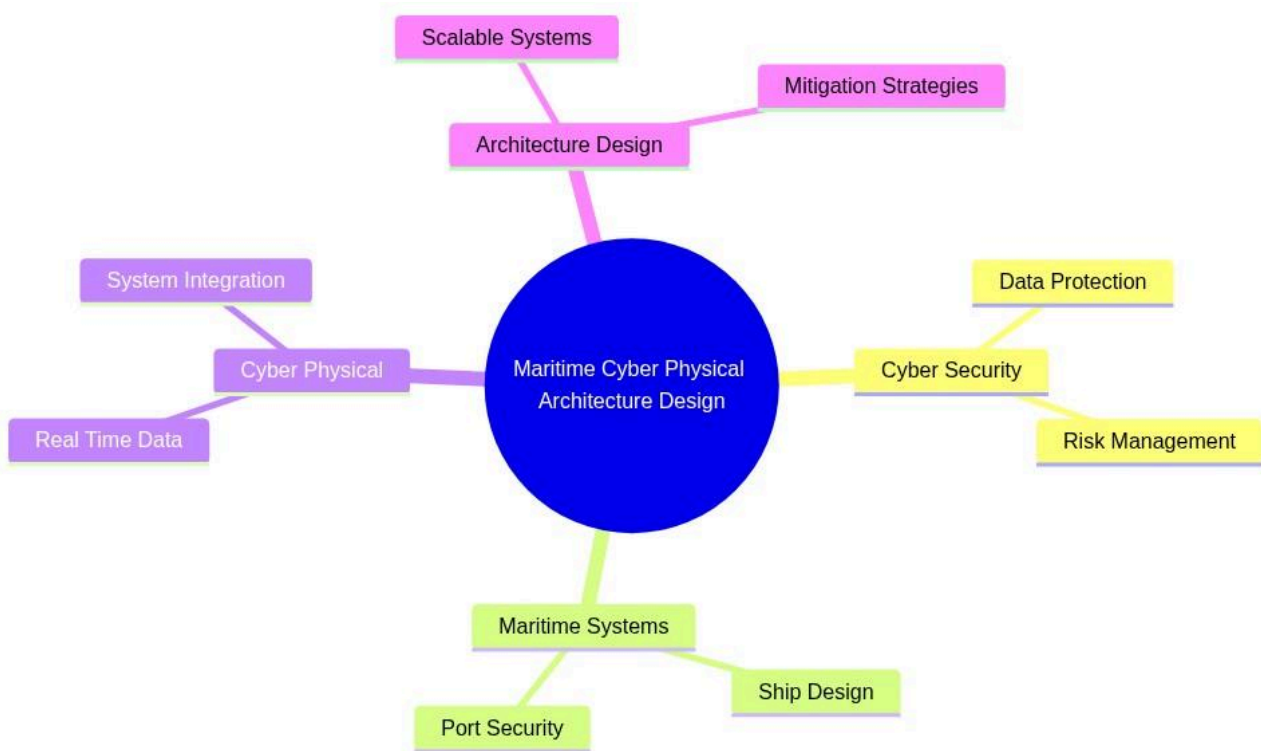 Scalable Systems
Mitigation Strategies
Architecture Design
System Integration
Data Protection
Cyber Physical
Maritime Cyber Physical
Architecture Design
Cyber Security
Real Time Data
Risk Management
Maritime Systems
Ship Design
Port Security